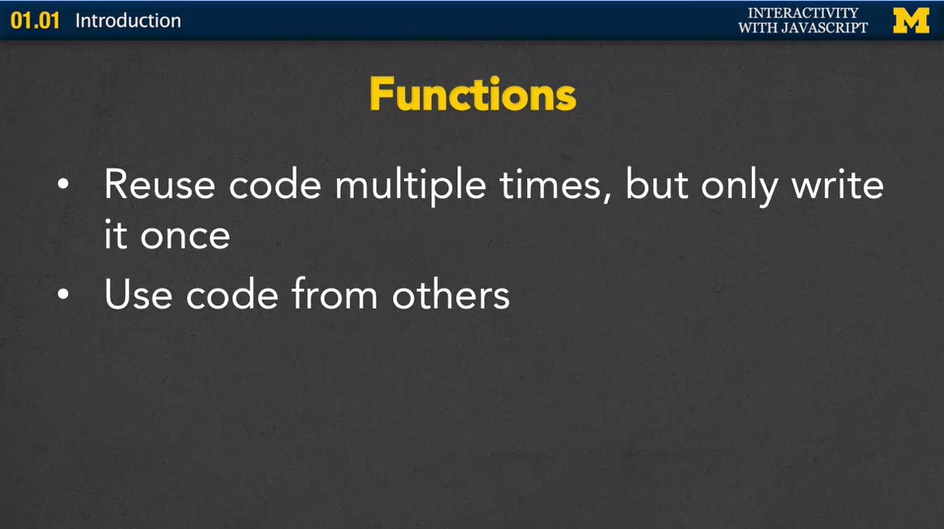 01.01 Introduction
INTERACTIVITY
WITH JAVASCRIPT
M
Functions
• Reuse code multiple times, but only write
it once
• Use code from others